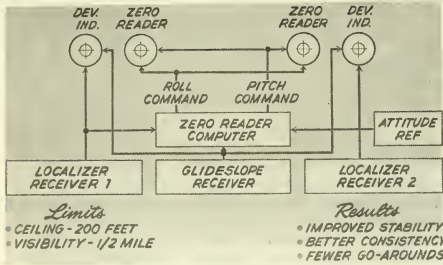 DEV. IND.
ZERO READER
ZERO READER
DEV. IND.
ROLL COMMAND
PITCH COMMAND
ZERO READER COMPUTER
ATTITUDE REF
LOCALIZER RECEIVER 1
GLIDESLOPE RECEIVER
LOCALIZER RECEIVER 2
Limits
• CEILING - 200 FEET
• VISIBILITY - 1/2 MILE
Results
• IMPROVED STABILITY
• BETTER CONSISTENCY
• FEWER GO-AROUNDS